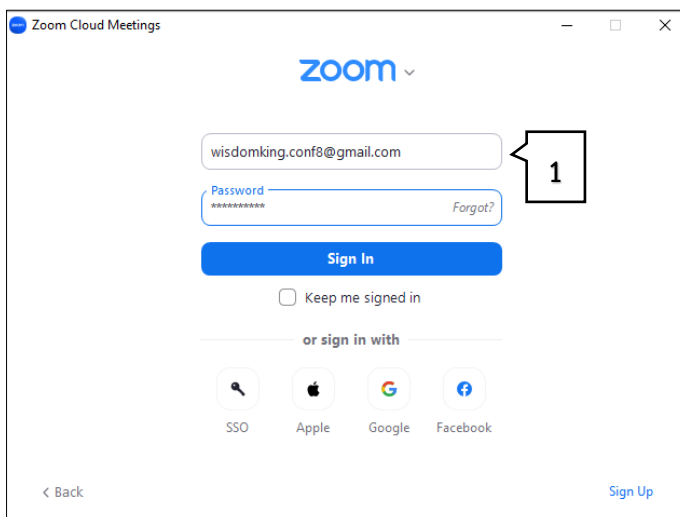 Zoom Cloud Meetings
zoom
wisdomking.conf8@gmail.com
1
Password
********** Forgot?
Sign In
Keep me signed in
or sign in with
SSO Apple Google Facebook
< Back Sign Up